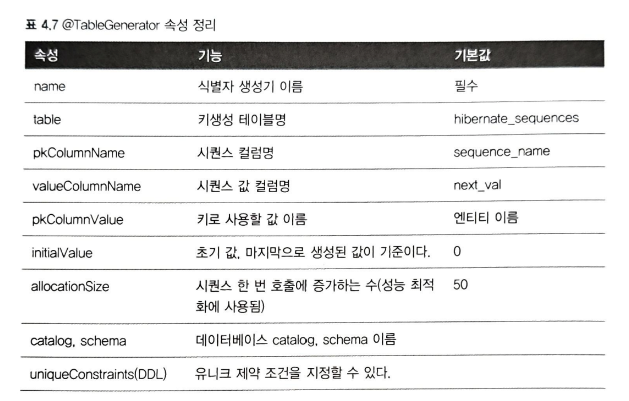 표 4.7 @TableGenerator 속성 정리
속성 기능 기본값
name 식별자 생성기 이름 필수
table 키생성 테이블명 hibernate_sequences
pkColumnName 시퀀스 컬럼명 sequence_name
valueColumnName 시퀀스 값 컬럼명 next_val
pkColumnValue 키로 사용할 값 이름 엔티티 이름
initialValue 초기 값, 마지막으로 생성된 값이 기준이다. 0
allocationSize 시퀀스 한 번 호출에 증가하는 수(성능 최적 50
화에 사용됨)
catalog, schema 데이터베이스 catalog, schema 이름
uniqueConstraints(DDL) 유니크 제약 조건을 지정할 수 있다.